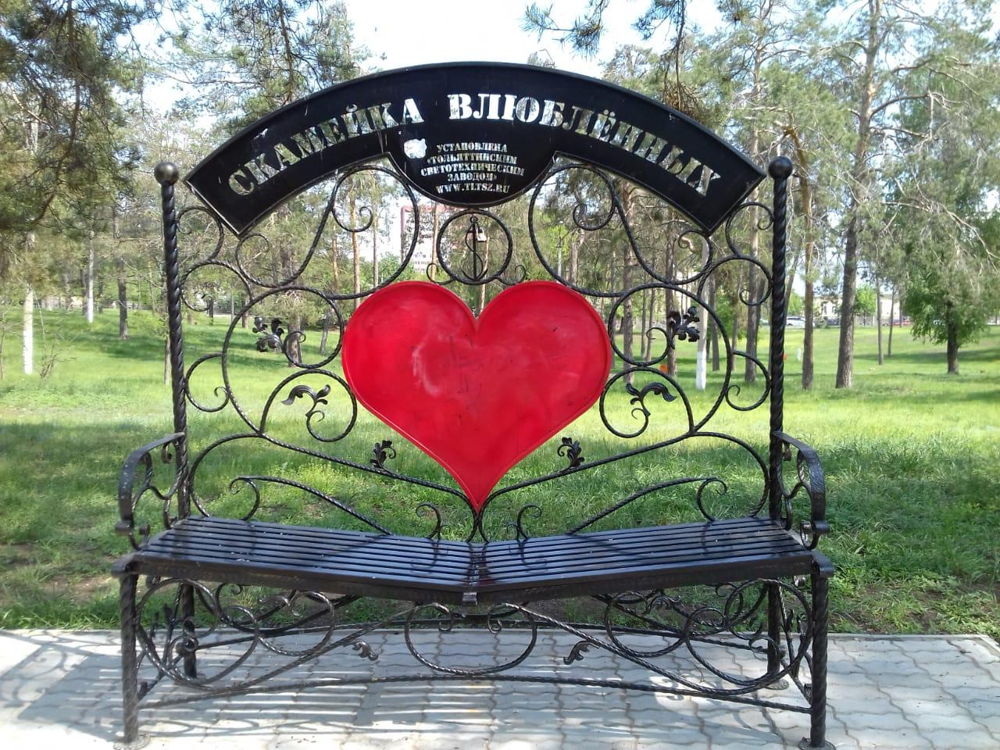 СКАМЕЙКА ВЛЮБЛЁННЫХ
УСТАНОВЛЕНА
«ТОЛЬЯТТИНСКИМ
СВЕТОТЕХНИЧЕСКИМ
ЗАВОДОМ»
WWW.TLTSZ.RU